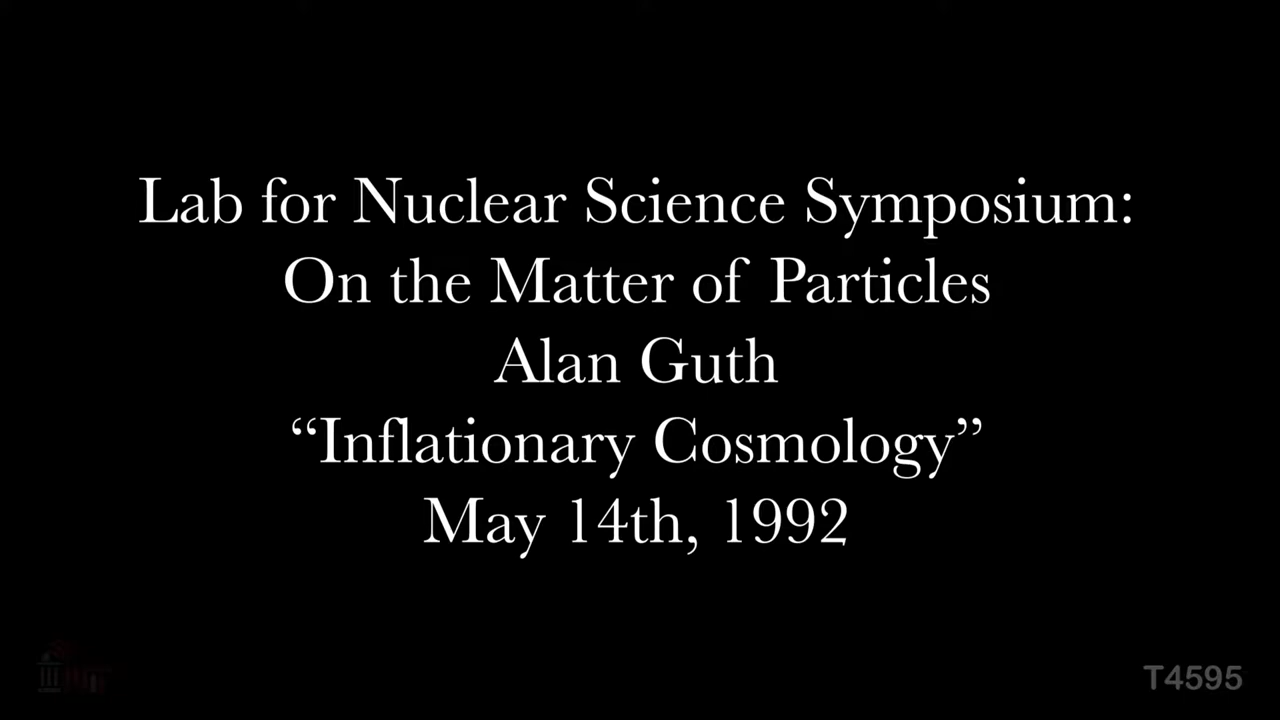 Lab for Nuclear Science Symposium:
On the Matter of Particles
Alan Guth
“Inflationary Cosmology”
May 14th, 1992
T4595